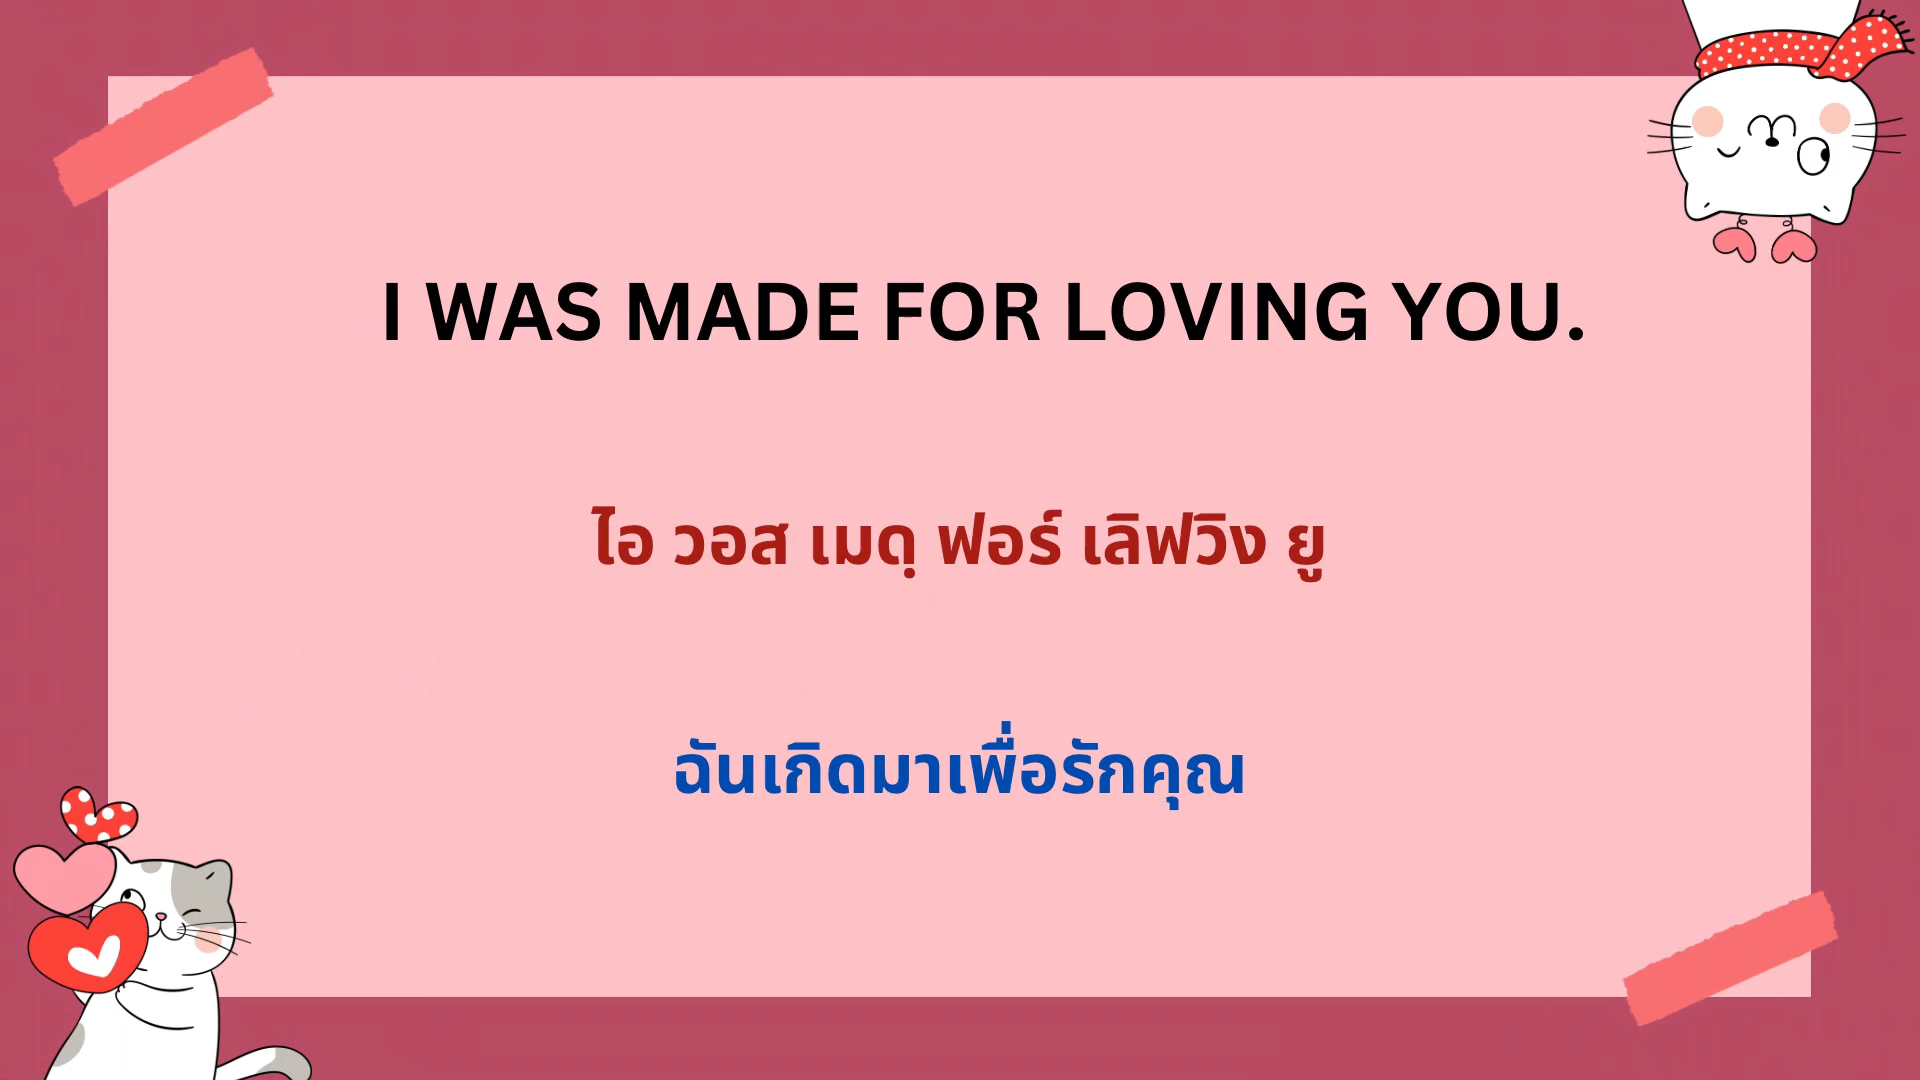 I WAS MADE FOR LOVING YOU.
ไอ วอส เมดฺ ฟอร์ เลิฟวิง ยู
ฉันเกิดมาเพื่อรักคุณ